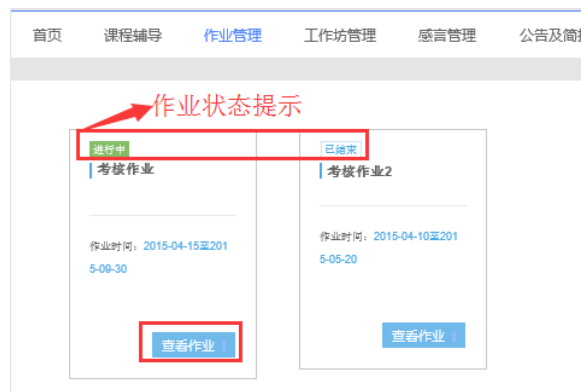 首页 课程辅导 作业管理 工作坊管理 感言管理 公告及简报
作业状态提示
进行中
考核作业
作业时间：2015-04-15至201
5-09-30
查看作业
已结束
考核作业2
作业时间：2015-04-10至201
5-05-20
查看作业